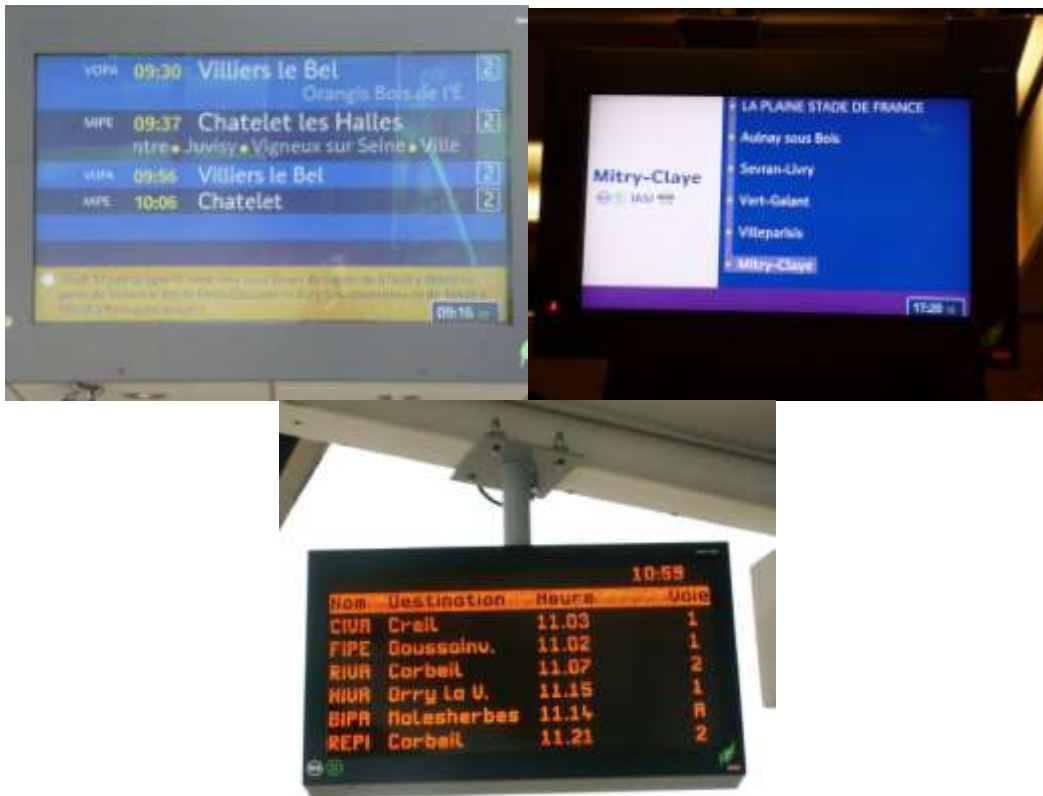 VOPA 09:30 Villiers le Bel 2
Orangis Bois de l'E
MIPE 09:37 Chatelet les Halles 2
ntre • Juvisy • Vigneux sur Seine • Ville
VOPA 09:56 Villiers le Bel 2
MIPE 10:06 Chatelet 2
09:16
Mitry-Claye
LA PLAINE STADE DE FRANCE
Aulnay sous Bois
Sevran-Livry
Vert-Galant
Villeparisis
Mitry-Claye
17:28
10:59
Nom Destination Heure Voie
CIVA Creil 11.03 1
FIPE Goussainv. 11.02 1
RIVA Corbeil 11.07 2
NIVA Orry la V. 11.15 1
BIPA Malesherbes 11.14 A
REPI Corbeil 11.21 2